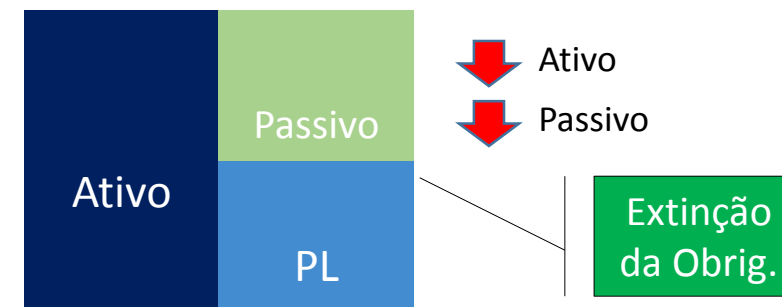 Ativo
Passivo
PL
Ativo
Passivo
Extinção
da Obrig.